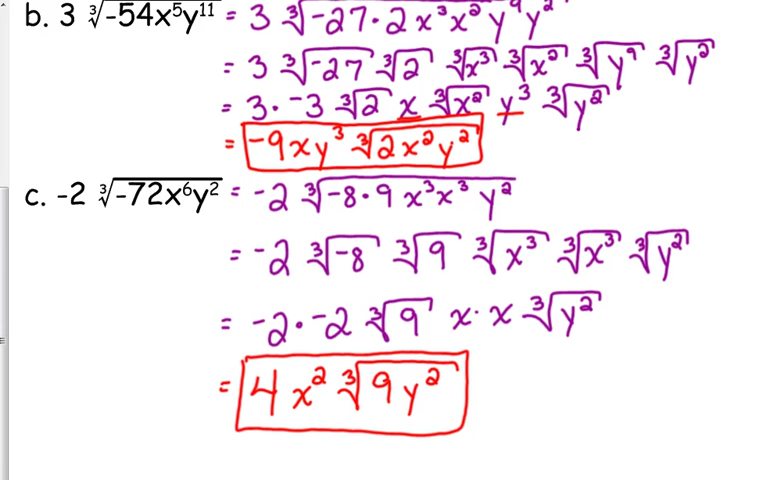 b. 3 ∛-54x⁵y¹¹ = 3 ∛-27·2x³x²y⁹y²
= 3 ∛-27 ∛2 ∛x³ ∛x² ∛y⁹ ∛y²
= 3·-3 ∛2 x ∛x² y³ ∛y²
= -9xy³ ∛2x²y²
c. -2 ∛-72x⁶y² = -2 ∛-8·9 x³x³ y²
= -2 ∛-8 ∛9 ∛x³ ∛x³ ∛y²
= -2·-2 ∛9 x·x ∛y²
= 4x² ∛9y²